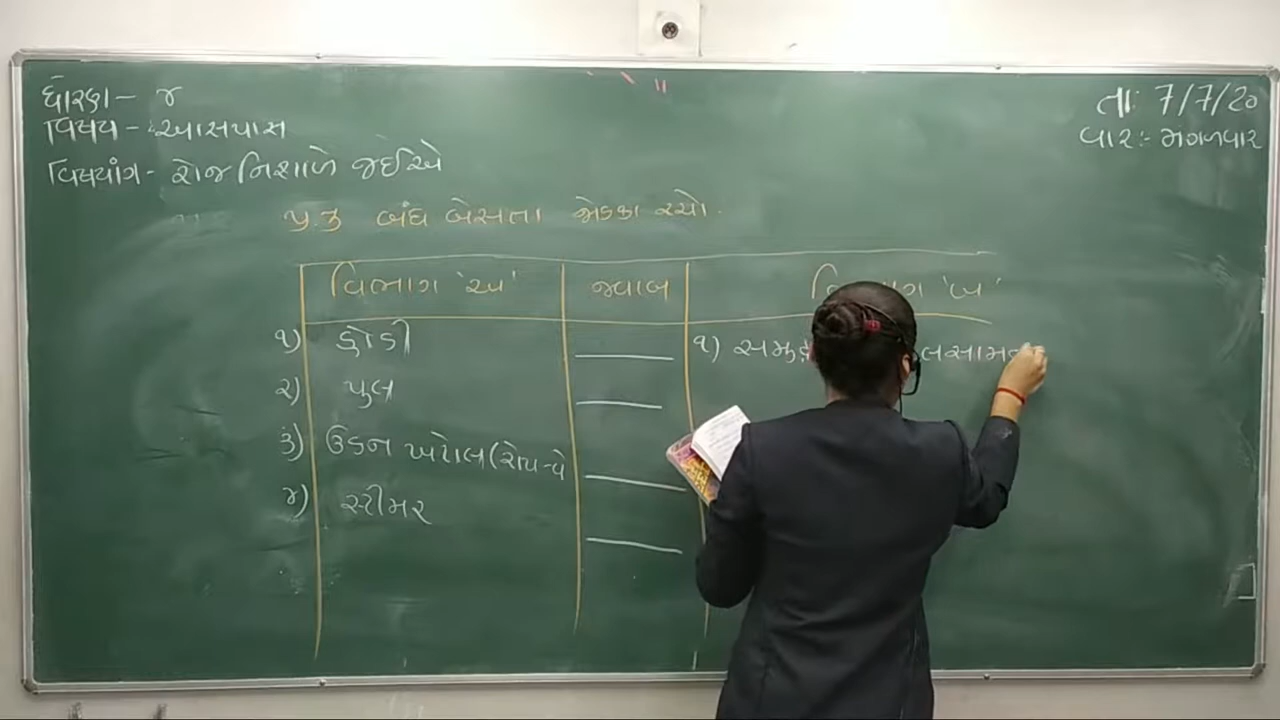 ધોરણ - ૪
તા: 7/7/20
વિષય - આસપાસ
વાર:- મંગળવાર
વિષયાંગ - રોજ નિશાળે જઈએ
પ્ર.૩ બંધ બેસતા જોડકા રચો.
વિભાગ 'અ' જવાબ વિભાગ 'બ'
૧) હોડી ૧)
૨) પુલ
૩) ઉડન ખટોલા (રોપ-વે
૪) સ્ટીમર